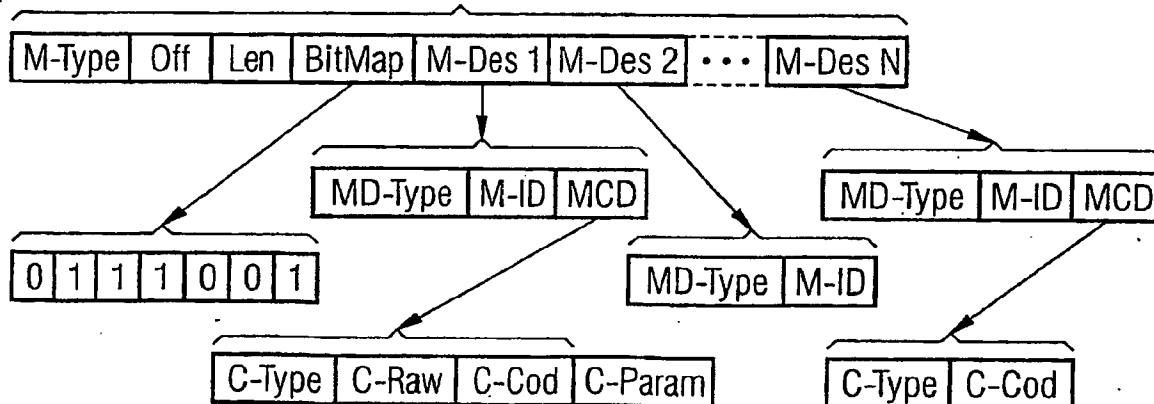 M-Type Off Len BitMap M-Des 1 M-Des 2 ••• M-Des N
MD-Type M-ID MCD
MD-Type M-ID MCD
0 1 1 1 0 0 1
MD-Type M-ID
C-Type C-Raw C-Cod C-Param
C-Type C-Cod